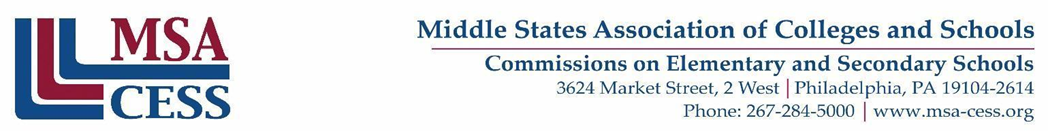 MSA
CESS
Middle States Association of Colleges and Schools
Commissions on Elementary and Secondary Schools
3624 Market Street, 2 West | Philadelphia, PA 19104-2614
Phone: 267-284-5000 | www.msa-cess.org